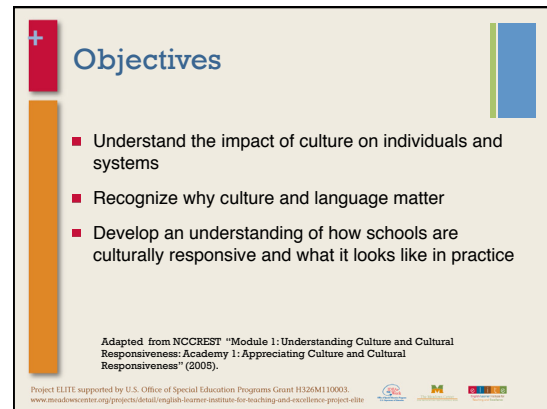 +
Objectives
Understand the impact of culture on individuals and
systems
Recognize why culture and language matter
Develop an understanding of how schools are
culturally responsive and what it looks like in practice
Adapted from NCCREST "Module 1: Understanding Culture and Cultural
Responsiveness: Academy 1: Appreciating Culture and Cultural
Responsiveness" (2005).
Project ELITE supported by U.S. Office of Special Education Programs Grant H326M110003.
www.meadowscenter.org/projects/detail/english-learner-institute-for-teaching-and-excellence-project-elite
elite